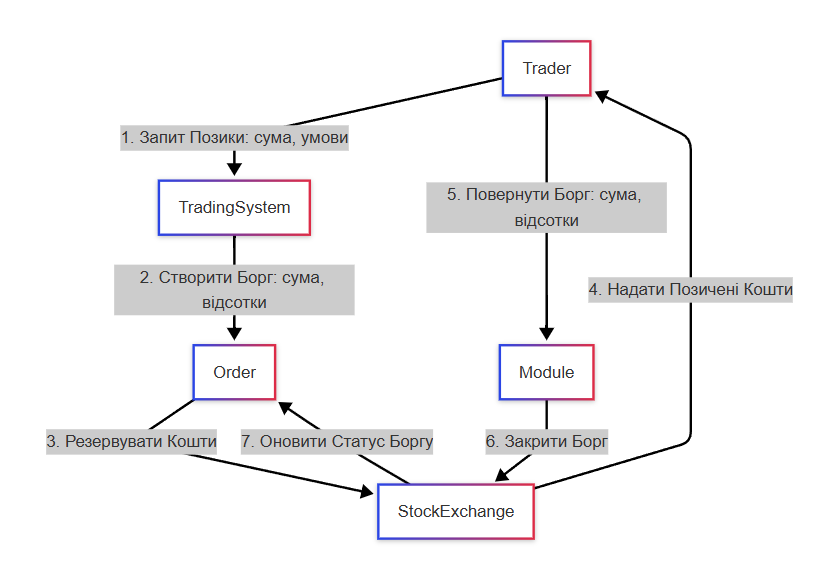 Trader
1. Запит Позики: сума, умови
TradingSystem
5. Повернути Борг: сума,
відсотки
2. Створити Борг: сума,
відсотки
4. Надати Позичені Кошти
Order
Module
3. Резервувати Кошти
7. Оновити Статус Боргу
6. Закрити Борг
StockExchange